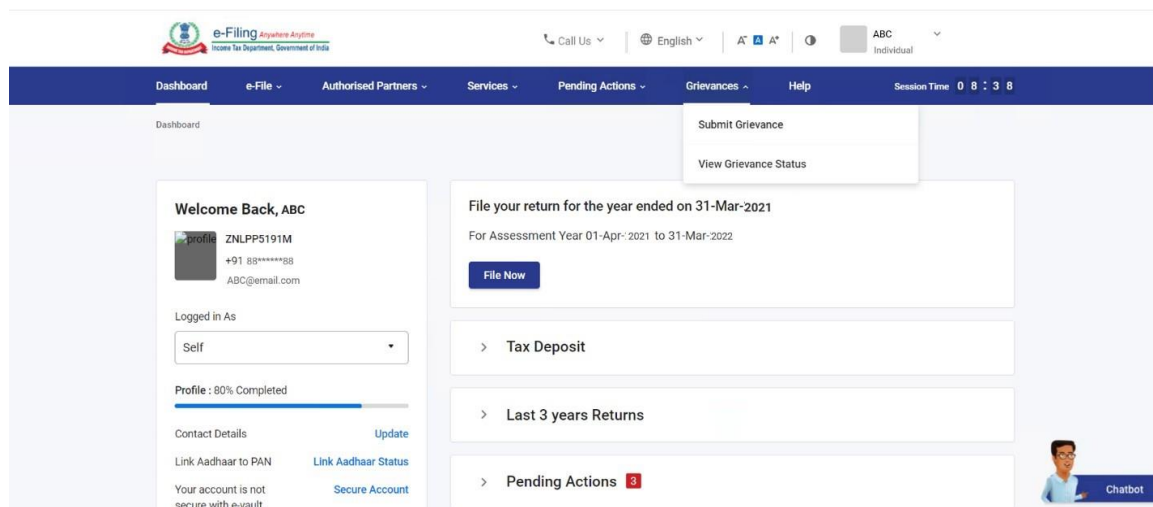 e-Filing Anywhere Anytime
Income Tax Department, Government of India
Call Us
English
A- A A+
ABC
Individual
Dashboard e-File Authorised Partners Services Pending Actions Grievances Help Session Time 0 8 : 3 8
Dashboard
Submit Grievance
View Grievance Status
Welcome Back, ABC
profile
ZNLPP5191M
+91 88******88
ABC@email.com
Logged in As
Self
Profile : 80% Completed
Contact Details Update
Link Aadhaar to PAN Link Aadhaar Status
Your account is not Secure Account
secure with e-vault
File your return for the year ended on 31-Mar-2021
For Assessment Year 01-Apr-2021 to 31-Mar-2022
File Now
Tax Deposit
Last 3 years Returns
Pending Actions 3
Chatbot